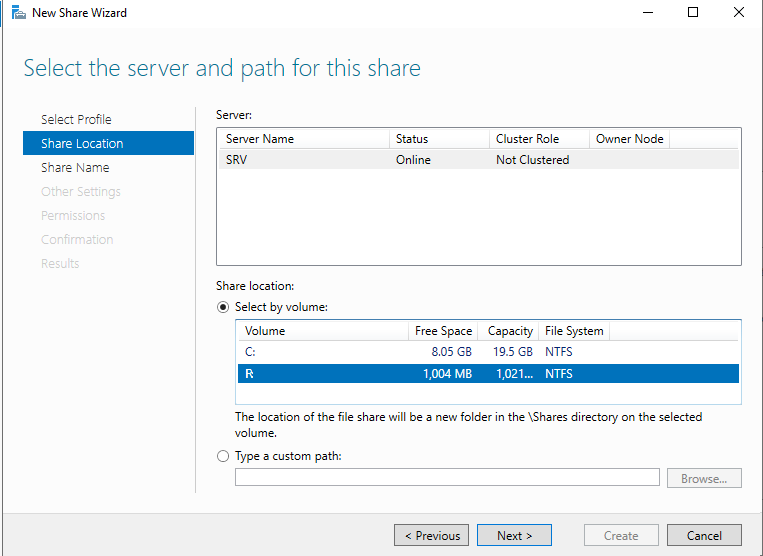 New Share Wizard
Select the server and path for this share
Select Profile
Share Location
Share Name
Other Settings
Permissions
Confirmation
Results
Server:
Server Name Status Cluster Role Owner Node
SRV Online Not Clustered
Share location:
Select by volume:
Volume Free Space Capacity File System
C: 8.05 GB 19.5 GB NTFS
R 1,004 MB 1,021... NTFS
The location of the file share will be a new folder in the \Shares directory on the selected
volume.
Type a custom path:
Browse...
< Previous Next > Create Cancel